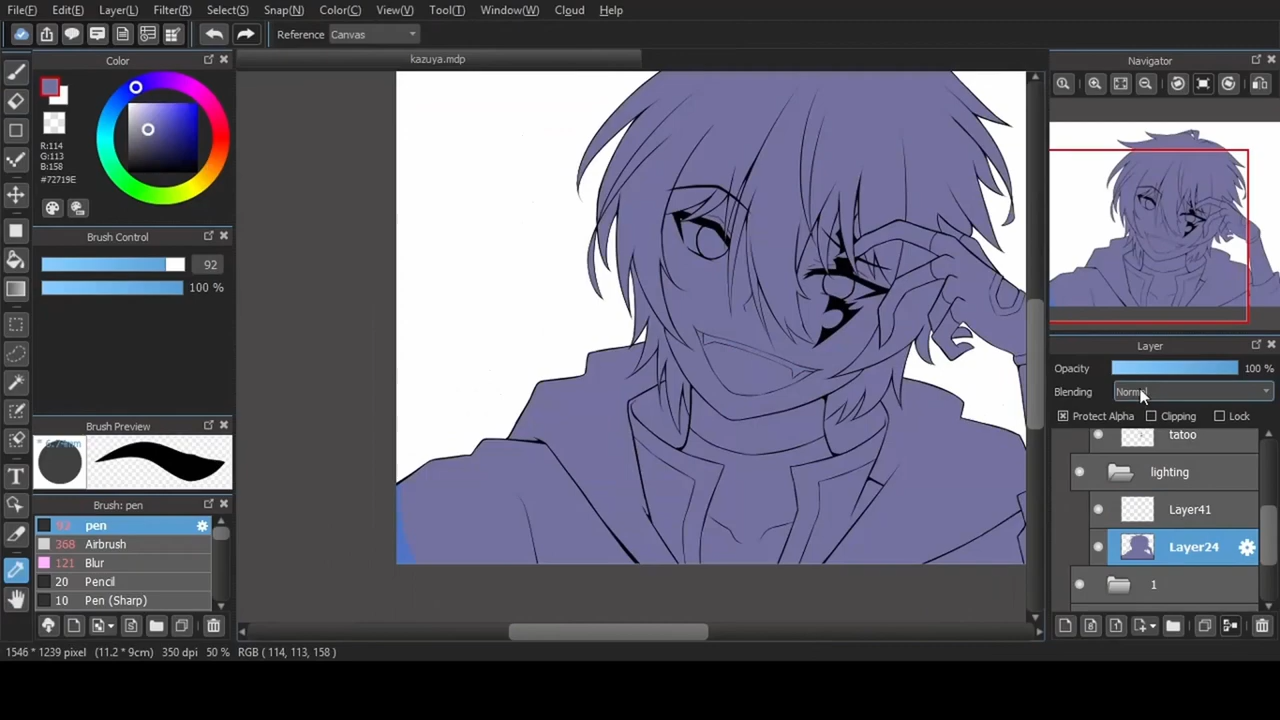 File(F) Edit(E) Layer(L) Filter(R) Select(S) Snap(N) Color(C) View(V) Tool(T) Window(W) Cloud Help
Reference Canvas
kazuya.mdp
Color
R:114
G:113
B:158
#72719E
Brush Control
92
100 %
Brush Preview
Brush: pen
93 pen
368 Airbrush
121 Blur
20 Pencil
10 Pen (Sharp)
Navigator
Layer
Opacity 100 %
Blending Normal
Protect Alpha Clipping Lock
tatoo
lighting
Layer41
Layer24
1
1546 * 1239 pixel (11.2 * 9cm) 350 dpi 50 % RGB ( 114, 113, 158 )